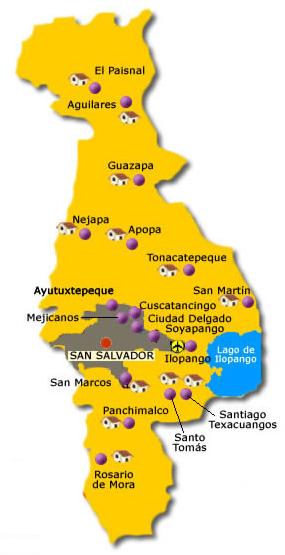 El Paisnal
Aguilares
Guazapa
Nejapa
Apopa
Tonacatepeque
San Martín
Ayutuxtepeque
Cuscatancingo
Mejicanos
Ciudad Delgado
Soyapango
SAN SALVADOR
Ilopango
Lago de
Ilopango
San Marcos
Panchimalco
Santiago
Texacuangos
Santo
Tomás
Rosario
de Mora